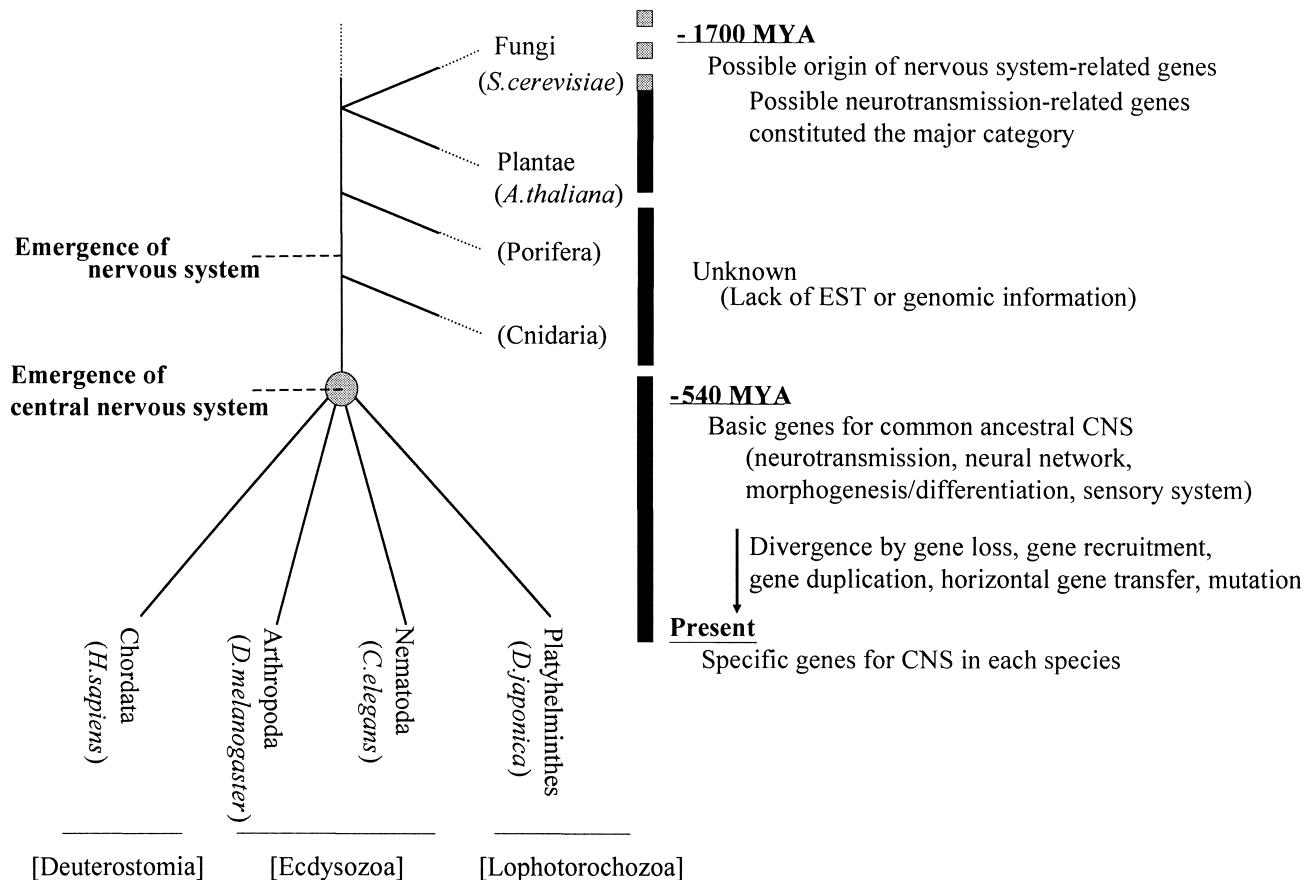 Fungi
(S.cerevisiae)
Plantae
(A.thaliana)
(Porifera)
(Cnidaria)
Emergence of
nervous system
Emergence of
central nervous system
- 1700 MYA
Possible origin of nervous system-related genes
Possible neurotransmission-related genes
constituted the major category
Unknown
(Lack of EST or genomic information)
-540 MYA
Basic genes for common ancestral CNS
(neurotransmission, neural network,
morphogenesis/differentiation, sensory system)
Divergence by gene loss, gene recruitment,
gene duplication, horizontal gene transfer, mutation
Present
Specific genes for CNS in each species
Chordata
(H.sapiens)
Arthropoda
(D.melanogaster)
Nematoda
(C.elegans)
Platyhelminthes
(D.japonica)
[Deuterostomia]
[Ecdysozoa]
[Lophotorochozoa]